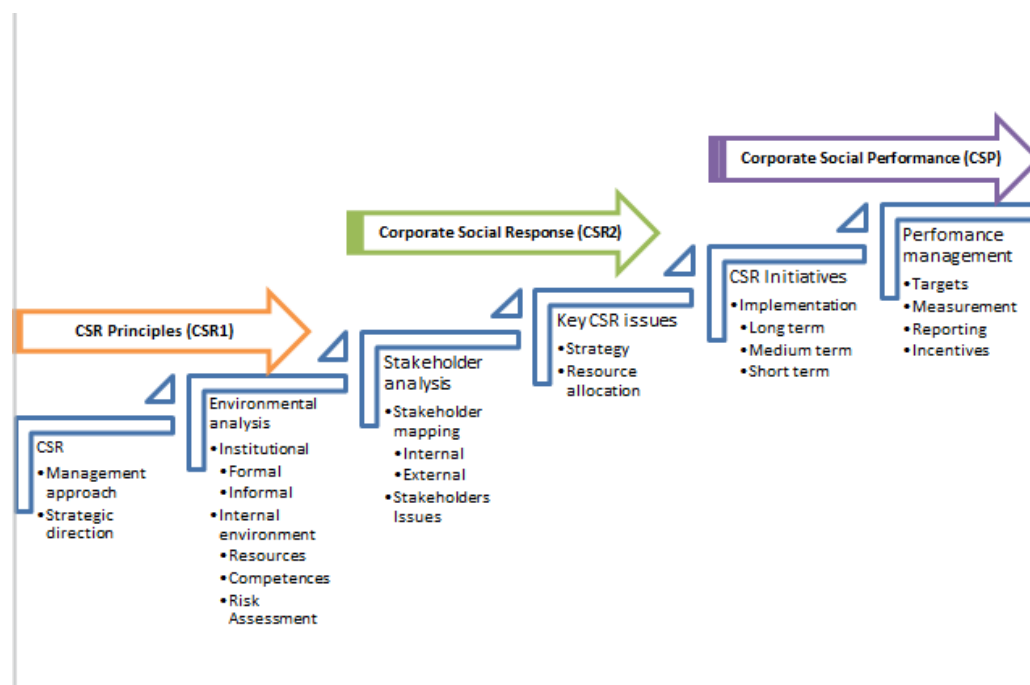 Corporate Social Performance (CSP)
Corporate Social Response (CSR2)
CSR Principles (CSR1)
CSR
•Management
approach
•Strategic
direction
Environmental
analysis
•Institutional
•Formal
•Informal
•Internal
environment
•Resources
•Competences
•Risk
Assessment
Stakeholder
analysis
•Stakeholder
mapping
•Internal
•External
•Stakeholders
Issues
Key CSR issues
•Strategy
•Resource
allocation
CSR Initiatives
•Implementation
•Long term
•Medium term
•Short term
Perfomance
management
•Targets
•Measurement
•Reporting
•Incentives